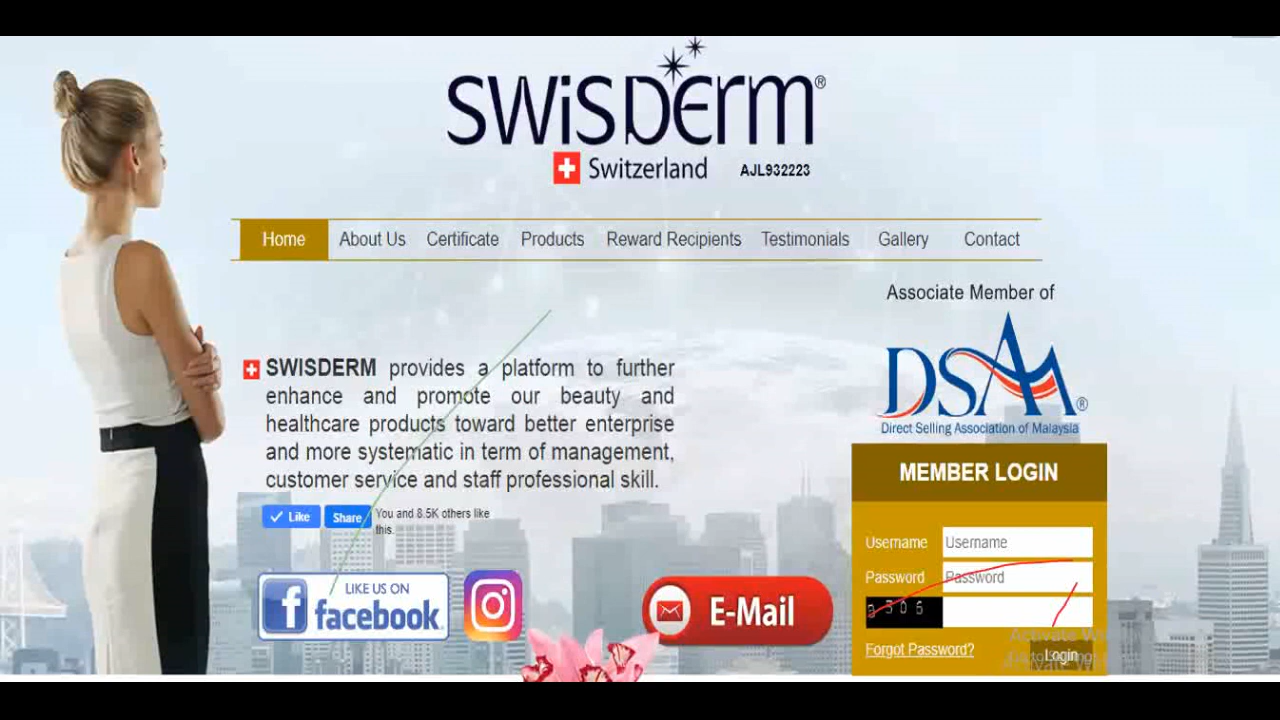 SWISDERM®
Switzerland
AJL932223
Home About Us Certificate Products Reward Recipients Testimonials Gallery Contact
Associate Member of
DSAM®
Direct Selling Association of Malaysia
SWISDERM provides a platform to further
enhance and promote our beauty and
healthcare products toward better enterprise
and more systematic in term of management,
customer service and staff professional skill.
Like Share You and 8.5K others like
this.
LIKE US ON
facebook
E-Mail
MEMBER LOGIN
Username Username
Password Password
Forgot Password?
Login